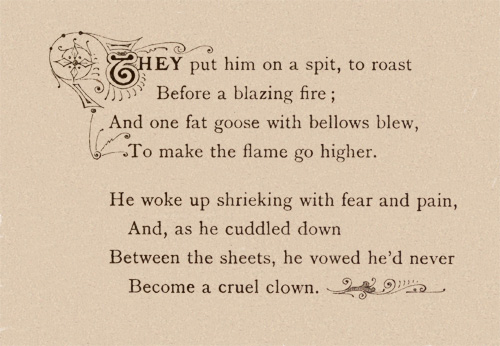 THEY put him on a spit, to roast
Before a blazing fire;
And one fat goose with bellows blew,
To make the flame go higher.
He woke up shrieking with fear and pain,
And, as he cuddled down
Between the sheets, he vowed he'd never
Become a cruel clown.